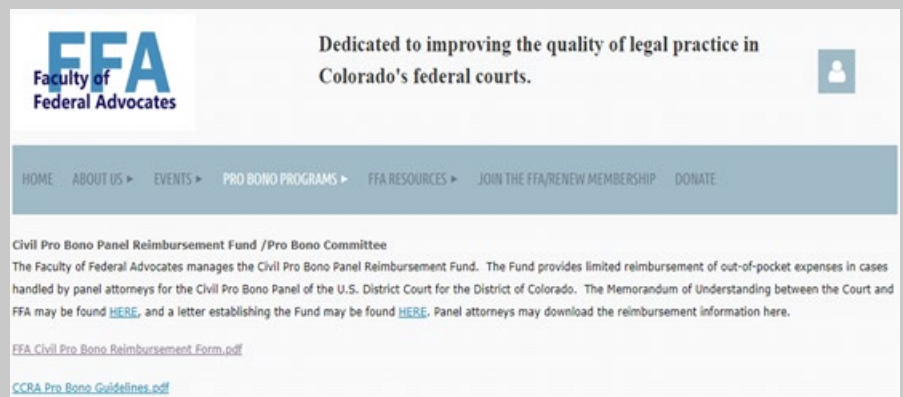 FFA
Faculty of
Federal Advocates
Dedicated to improving the quality of legal practice in
Colorado's federal courts.
HOME ABOUT US ▸ EVENTS ▸ PRO BONO PROGRAMS ▸ FFA RESOURCES ▸ JOIN THE FFA/RENEW MEMBERSHIP DONATE
Civil Pro Bono Panel Reimbursement Fund /Pro Bono Committee
The Faculty of Federal Advocates manages the Civil Pro Bono Panel Reimbursement Fund. The Fund provides limited reimbursement of out-of-pocket expenses in cases
handled by panel attorneys for the Civil Pro Bono Panel of the U.S. District Court for the District of Colorado. The Memorandum of Understanding between the Court and
FFA may be found HERE, and a letter establishing the Fund may be found HERE. Panel attorneys may download the reimbursement information here.
FFA Civil Pro Bono Reimbursement Form.pdf
CCRA Pro Bono Guidelines.pdf